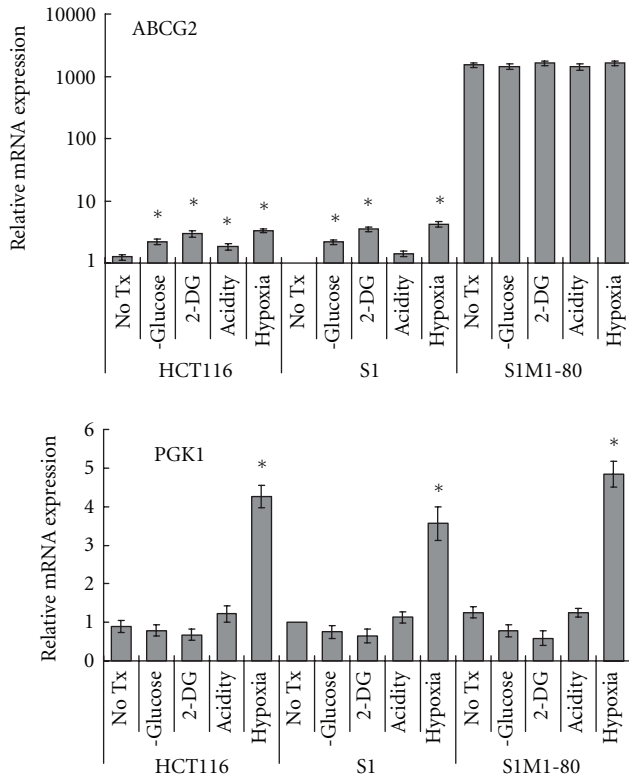 ABCG2
Relative mRNA expression
10000
1000
100
10
1
* * * * * * *
No Tx -Glucose 2-DG Acidity Hypoxia No Tx -Glucose 2-DG Acidity Hypoxia No Tx -Glucose 2-DG Acidity Hypoxia
HCT116 S1 S1M1-80
PGK1
Relative mRNA expression
6
5
4
3
2
1
0
* * *
No Tx -Glucose 2-DG Acidity Hypoxia No Tx -Glucose 2-DG Acidity Hypoxia No Tx -Glucose 2-DG Acidity Hypoxia
HCT116 S1 S1M1-80